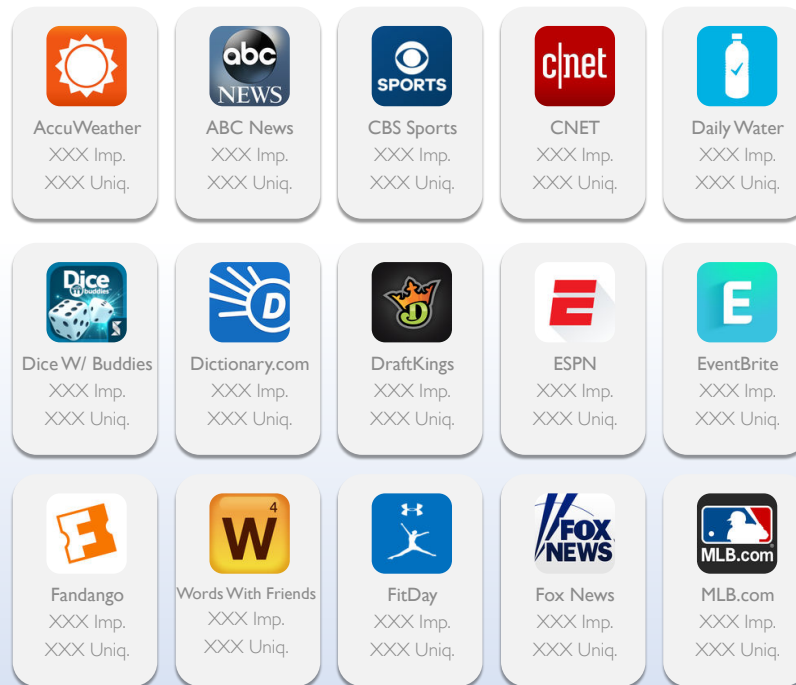 abc
NEWS
SPORTS
c|net
AccuWeather
XXX Imp.
XXX Uniq.
ABC News
XXX Imp.
XXX Uniq.
CBS Sports
XXX Imp.
XXX Uniq.
CNET
XXX Imp.
XXX Uniq.
Daily Water
XXX Imp.
XXX Uniq.
Dice
buddies
D
D
E
E
Dice W/ Buddies
XXX Imp.
XXX Uniq.
Dictionary.com
XXX Imp.
XXX Uniq.
DraftKings
XXX Imp.
XXX Uniq.
ESPN
XXX Imp.
XXX Uniq.
EventBrite
XXX Imp.
XXX Uniq.
F
W
4
FOX
NEWS
MLB.com
Fandango
XXX Imp.
XXX Uniq.
Words With Friends
XXX Imp.
XXX Uniq.
FitDay
XXX Imp.
XXX Uniq.
Fox News
XXX Imp.
XXX Uniq.
MLB.com
XXX Imp.
XXX Uniq.